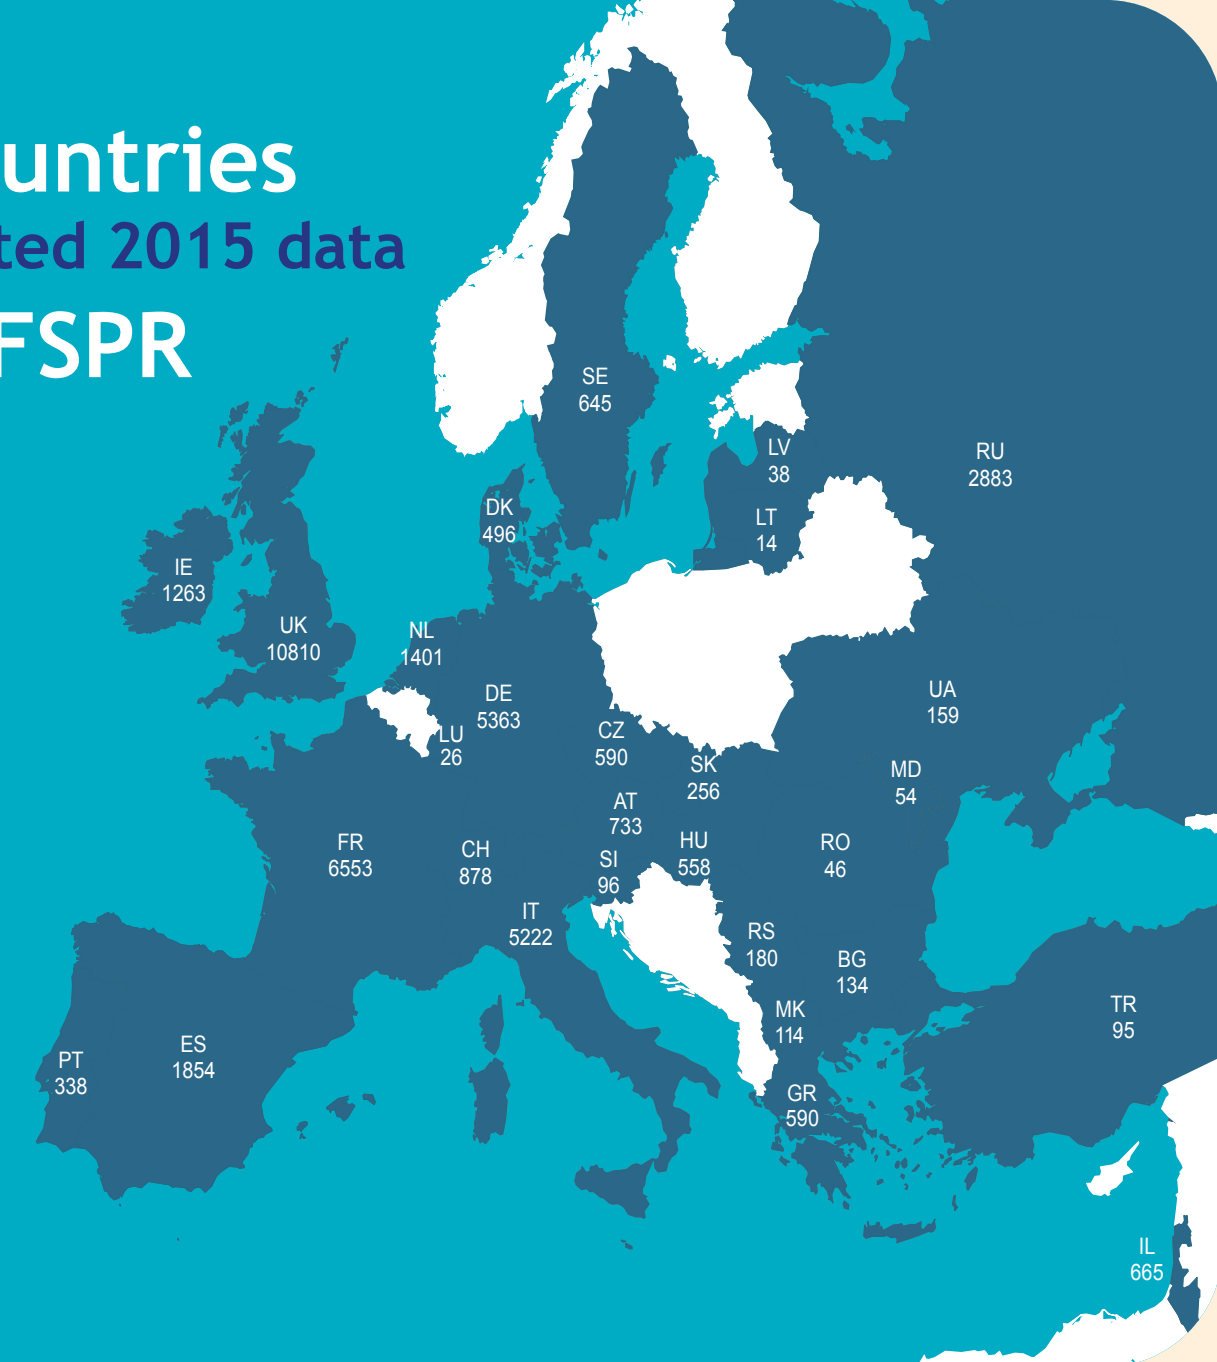 untries
ted 2015 data
FSPR
SE
645
LV
38
RU
2883
DK
496
LT
14
IE
1263
UK
10810
NL
1401
DE
5363
UA
159
LU
26
CZ
590
SK
256
MD
54
AT
733
FR
6553
CH
878
SI
96
HU
558
RO
46
IT
5222
RS
180
BG
134
MK
114
TR
95
PT
338
ES
1854
GR
590
IL
665